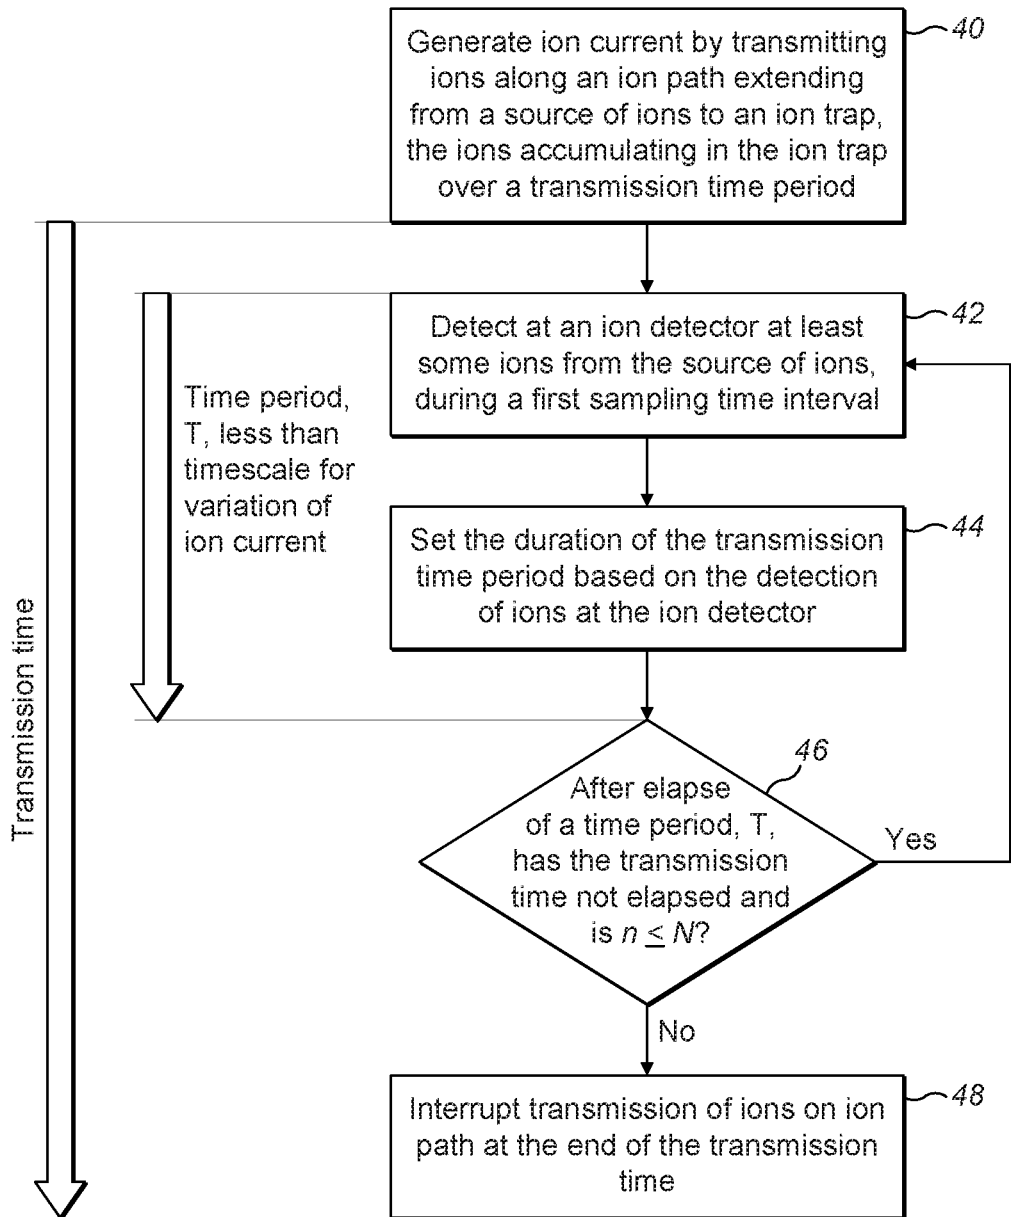 Generate ion current by transmitting
ions along an ion path extending
from a source of ions to an ion trap,
the ions accumulating in the ion trap
over a transmission time period
40
Detect at an ion detector at least
some ions from the source of ions,
during a first sampling time interval
42
Time period,
T, less than
timescale for
variation of
ion current
Set the duration of the transmission
time period based on the detection
of ions at the ion detector
44
Transmission time
After elapse
of a time period, T,
has the transmission
time not elapsed and
is n ≤ N?
46
Yes
No
Interrupt transmission of ions on ion
path at the end of the transmission
time
48